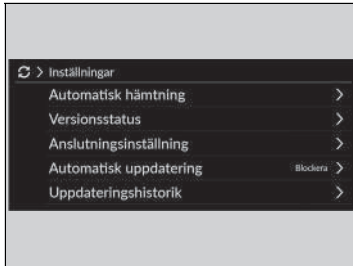 Inställningar
Automatisk hämtning
Versionsstatus
Anslutningsinställning
Automatisk uppdatering Blockera
Uppdateringshistorik